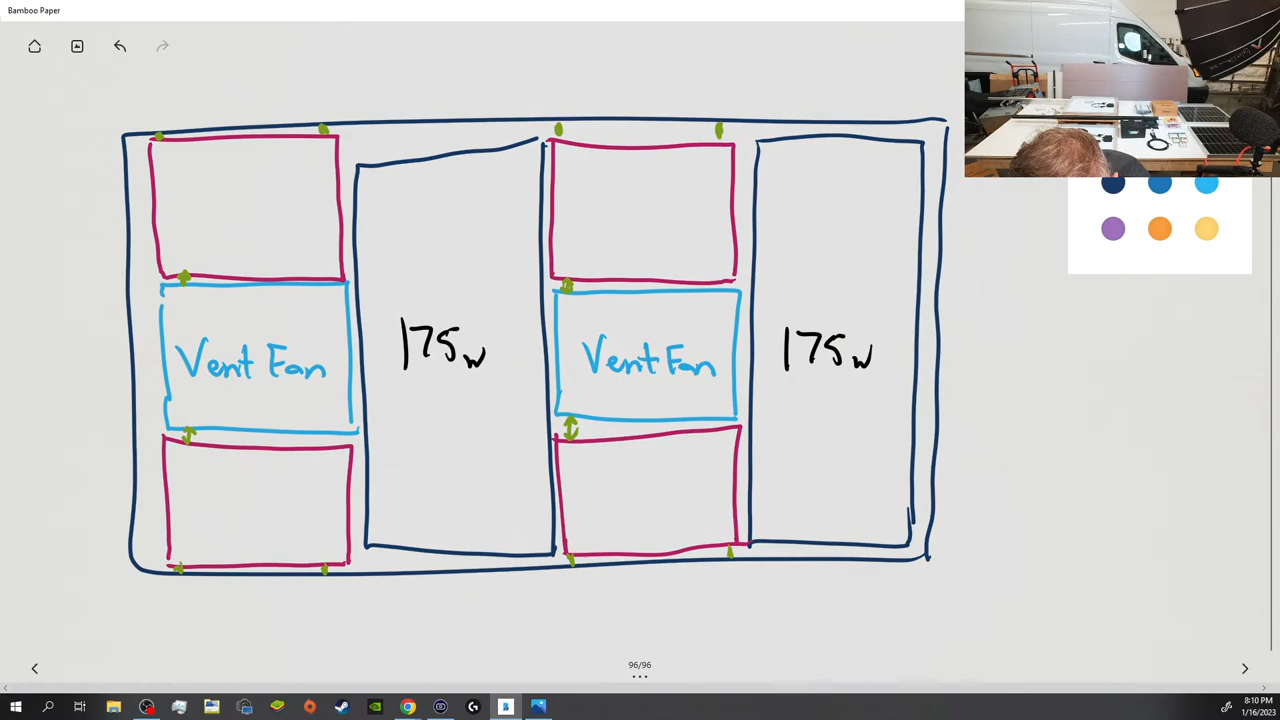 Bamboo Paper
Vent Fan
175w
Vent Fan
175w
96/96
8:10 PM
1/16/2023